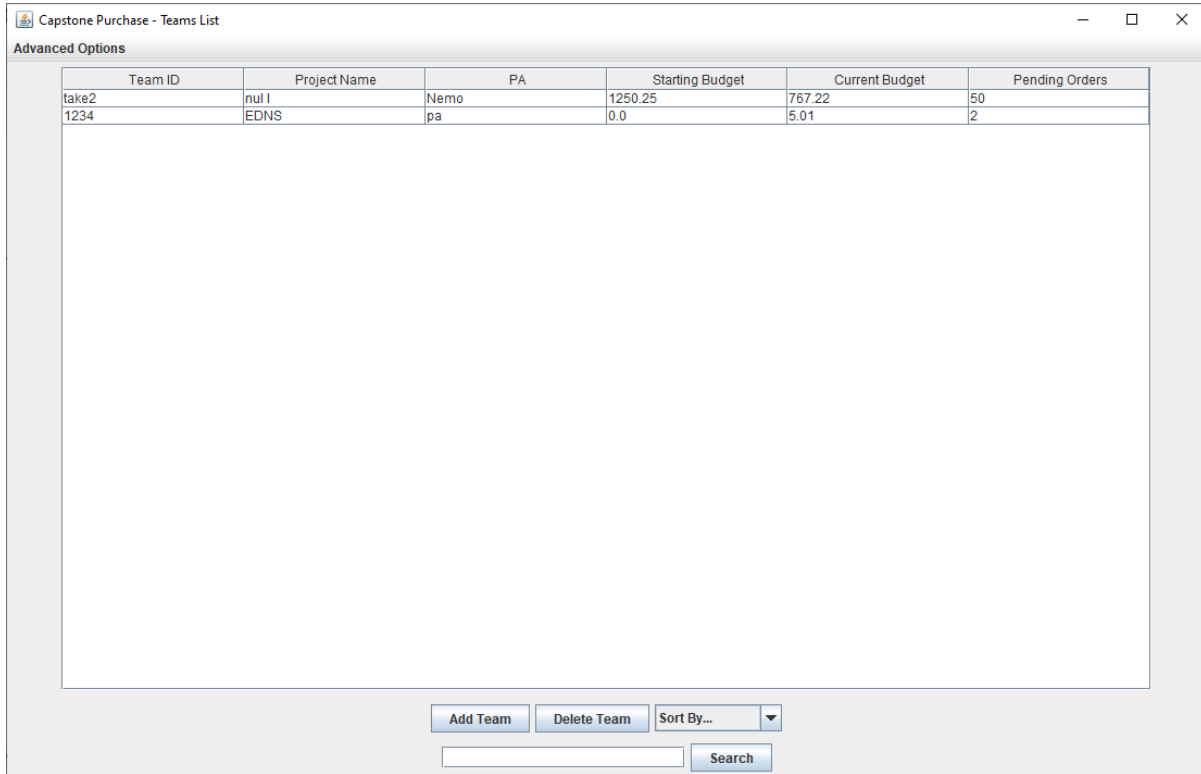 Capstone Purchase - Teams List
Advanced Options
Team ID Project Name PA Starting Budget Current Budget Pending Orders
take2 nul l Nemo 1250.25 767.22 50
1234 EDNS pa 0.0 5.01 2
Add Team Delete Team Sort By...
Search